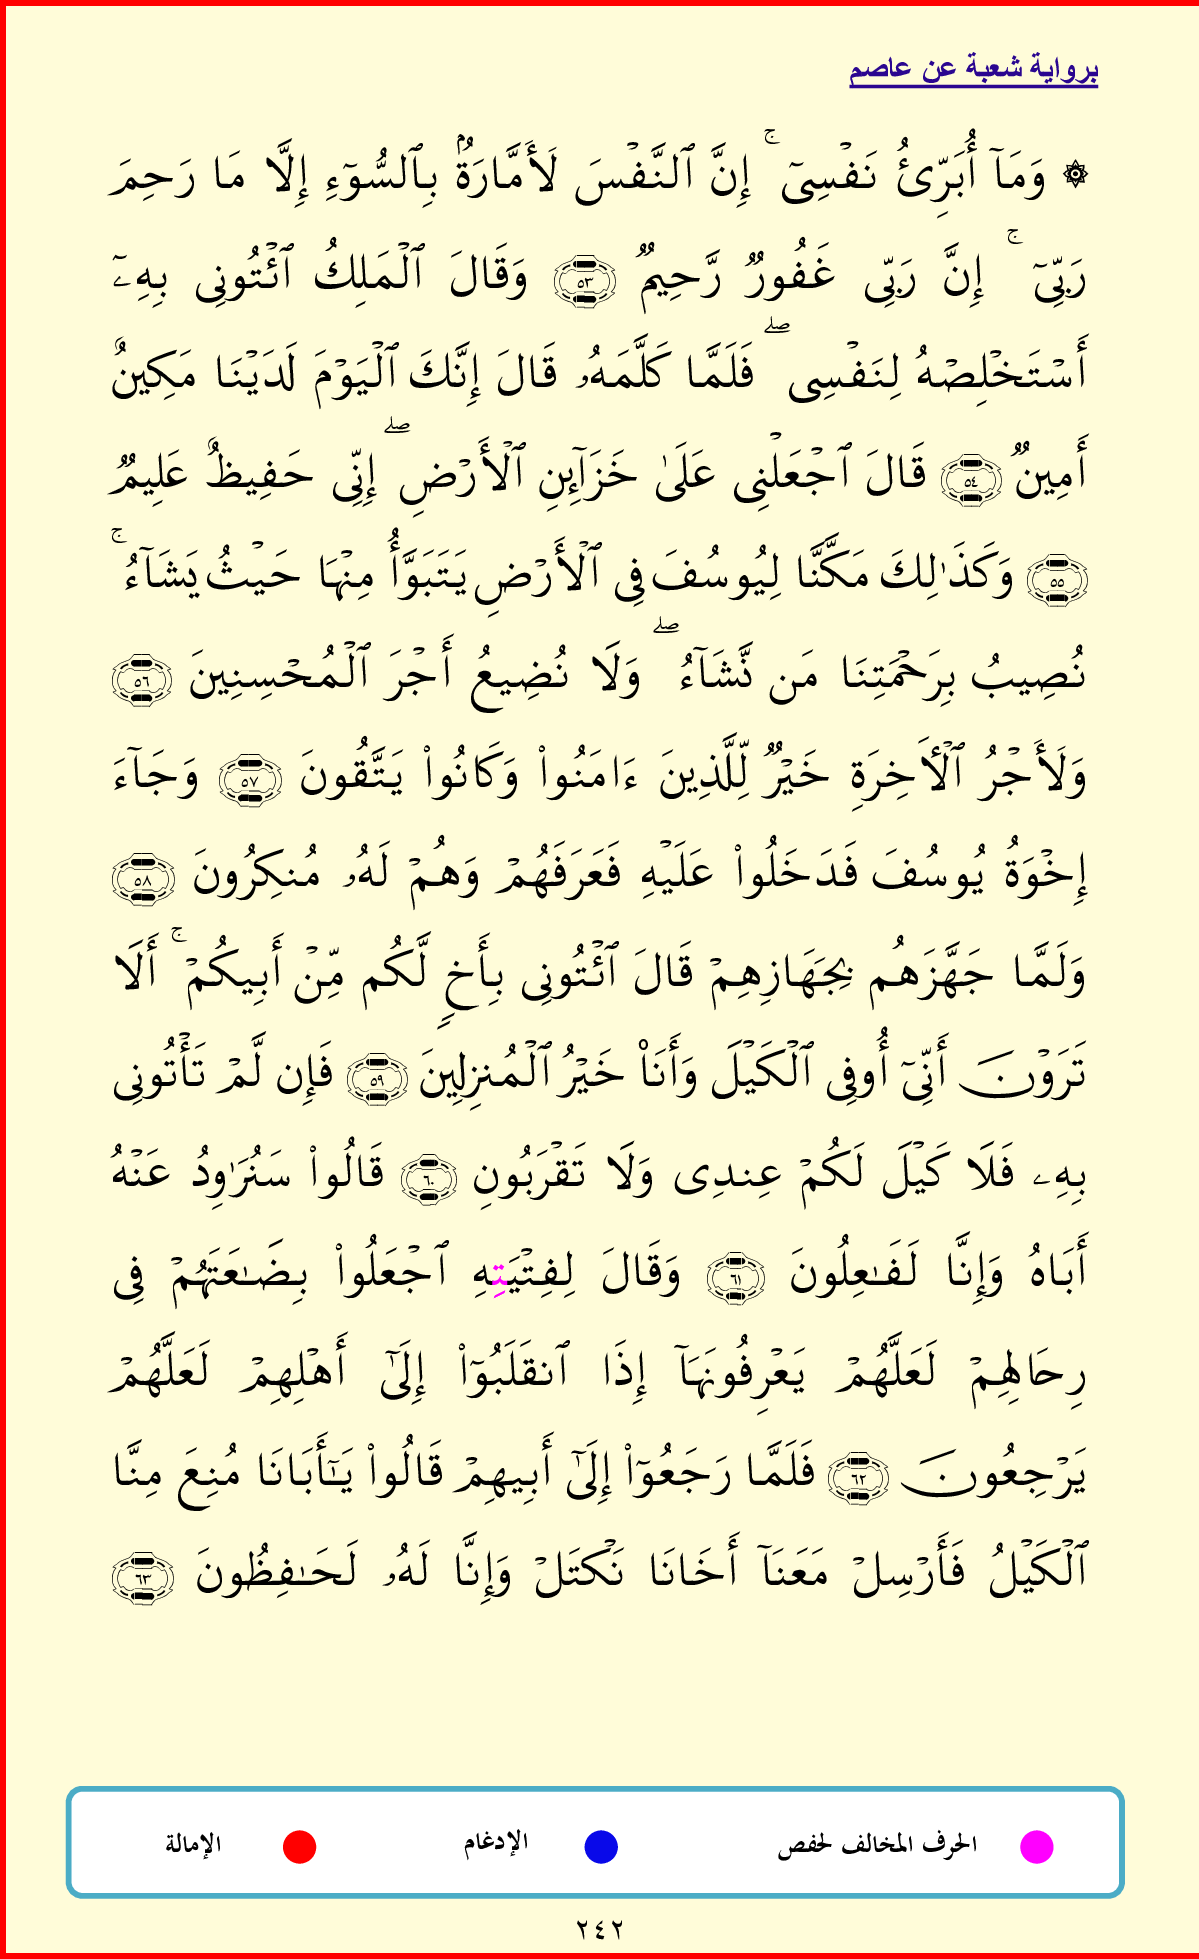 برواية شعبة عن عاصم
۞ وَمَآ أُبَرِّئُ نَفْسِىٓ ۚ إِنَّ ٱلنَّفْسَ لَأَمَّارَةٌۢ بِٱلسُّوٓءِ إِلَّا مَا رَحِمَ
رَبِّىٓ ۚ إِنَّ رَبِّى غَفُورٌ رَّحِيمٌ ٥٣ وَقَالَ ٱلْمَلِكُ ٱئْتُونِى بِهِۦٓ
أَسْتَخْلِصْهُ لِنَفْسِى ۖ فَلَمَّا كَلَّمَهُۥ قَالَ إِنَّكَ ٱلْيَوْمَ لَدَيْنَا مَكِينٌ
أَمِينٌ ٥٤ قَالَ ٱجْعَلْنِى عَلَىٰ خَزَآئِنِ ٱلْأَرْضِ ۖ إِنِّى حَفِيظٌ عَلِيمٌ
٥٥ وَكَذَٰلِكَ مَكَّنَّا لِيُوسُفَ فِى ٱلْأَرْضِ يَتَبَوَّأُ مِنْهَا حَيْثُ يَشَآءُ ۚ
نُصِيبُ بِرَحْمَتِنَا مَن نَّشَآءُ ۖ وَلَا نُضِيعُ أَجْرَ ٱلْمُحْسِنِينَ ٥٦
وَلَأَجْرُ ٱلْأَخِرَةِ خَيْرٌ لِّلَّذِينَ ءَامَنُوا۟ وَكَانُوا۟ يَتَّقُونَ ٥٧ وَجَآءَ
إِخْوَةُ يُوسُفَ فَدَخَلُوا۟ عَلَيْهِ فَعَرَفَهُمْ وَهُمْ لَهُۥ مُنكِرُونَ ٥٨
وَلَمَّا جَهَّزَهُم بِجَهَازِهِمْ قَالَ ٱئْتُونِى بِأَخٍ لَّكُم مِّنْ أَبِيكُمْ ۚ أَلَا
تَرَوْنَ أَنِّىٓ أُوفِى ٱلْكَيْلَ وَأَنَا۠ خَيْرُ ٱلْمُنزِلِينَ ٥٩ فَإِن لَّمْ تَأْتُونِى
بِهِۦ فَلَا كَيْلَ لَكُمْ عِندِى وَلَا تَقْرَبُونِ ٦٠ قَالُوا۟ سَنُرَٰوِدُ عَنْهُ
أَبَاهُ وَإِنَّا لَفَـٰعِلُونَ ٦١ وَقَالَ لِفِتْيَتِهِ ٱجْعَلُوا۟ بِضَـٰعَتَهُمْ فِى
رِحَالِهِمْ لَعَلَّهُمْ يَعْرِفُونَهَآ إِذَا ٱنقَلَبُوٓا۟ إِلَىٰٓ أَهْلِهِمْ لَعَلَّهُمْ
يَرْجِعُونَ ٦٢ فَلَمَّا رَجَعُوٓا۟ إِلَىٰٓ أَبِيهِمْ قَالُوا۟ يَـٰٓأَبَانَا مُنِعَ مِنَّا
ٱلْكَيْلُ فَأَرْسِلْ مَعَنَآ أَخَانَا نَكْتَلْ وَإِنَّا لَهُۥ لَحَـٰفِظُونَ ٦٣
الحرف المخالف لحفص الإدغام الإمالة
٢٤٢